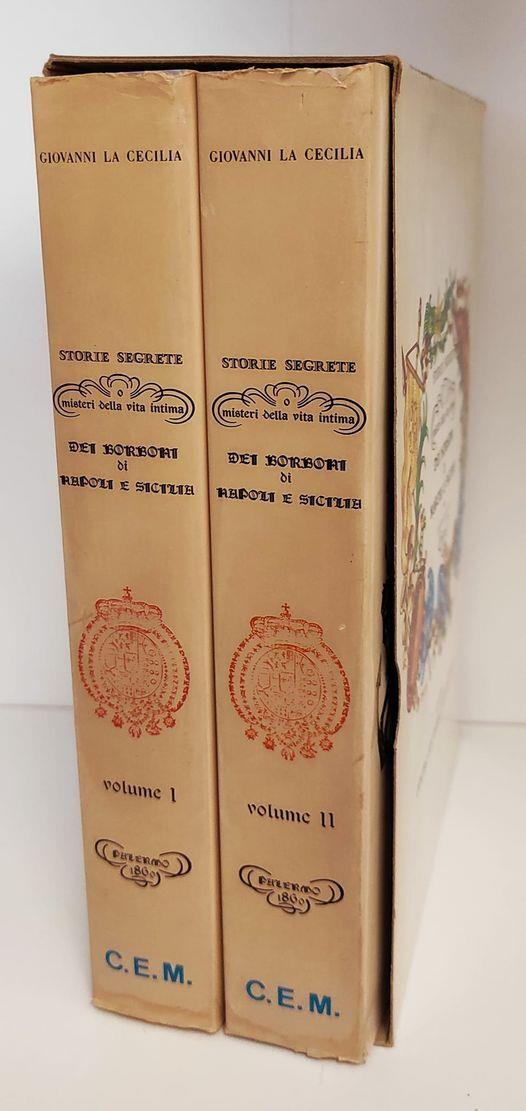 GIOVANNI LA CECILIA
STORIE SEGRETE
o
misteri della vita intima
DEI BORBONI
di
NAPOLI E SICILIA
volume I
PALERMO
1860
C.E.M.
GIOVANNI LA CECILIA
STORIE SEGRETE
o
misteri della vita intima
DEI BORBONI
di
NAPOLI E SICILIA
volume II
PALERMO
1860
C.E.M.